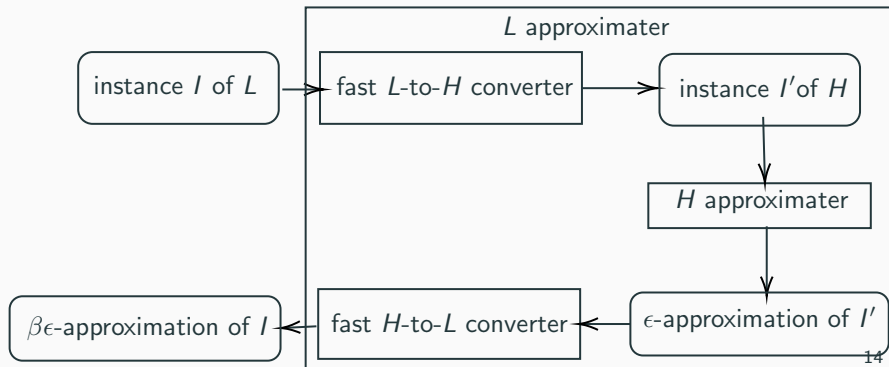 L approximater
instance I of L
fast L-to-H converter
instance I′of H
H approximater
βϵ-approximation of I
fast H-to-L converter
ϵ-approximation of I′
14